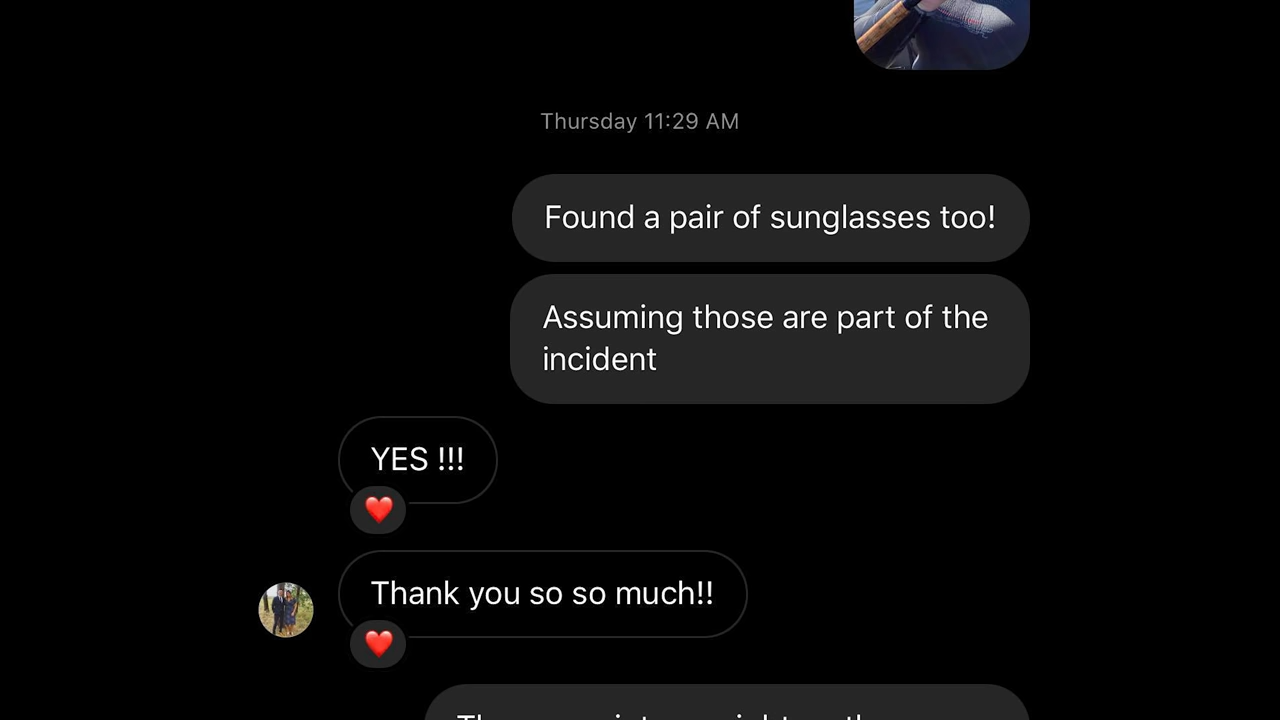 Thursday 11:29 AM
Found a pair of sunglasses too!
Assuming those are part of the
incident
YES !!!
Thank you so so much!!